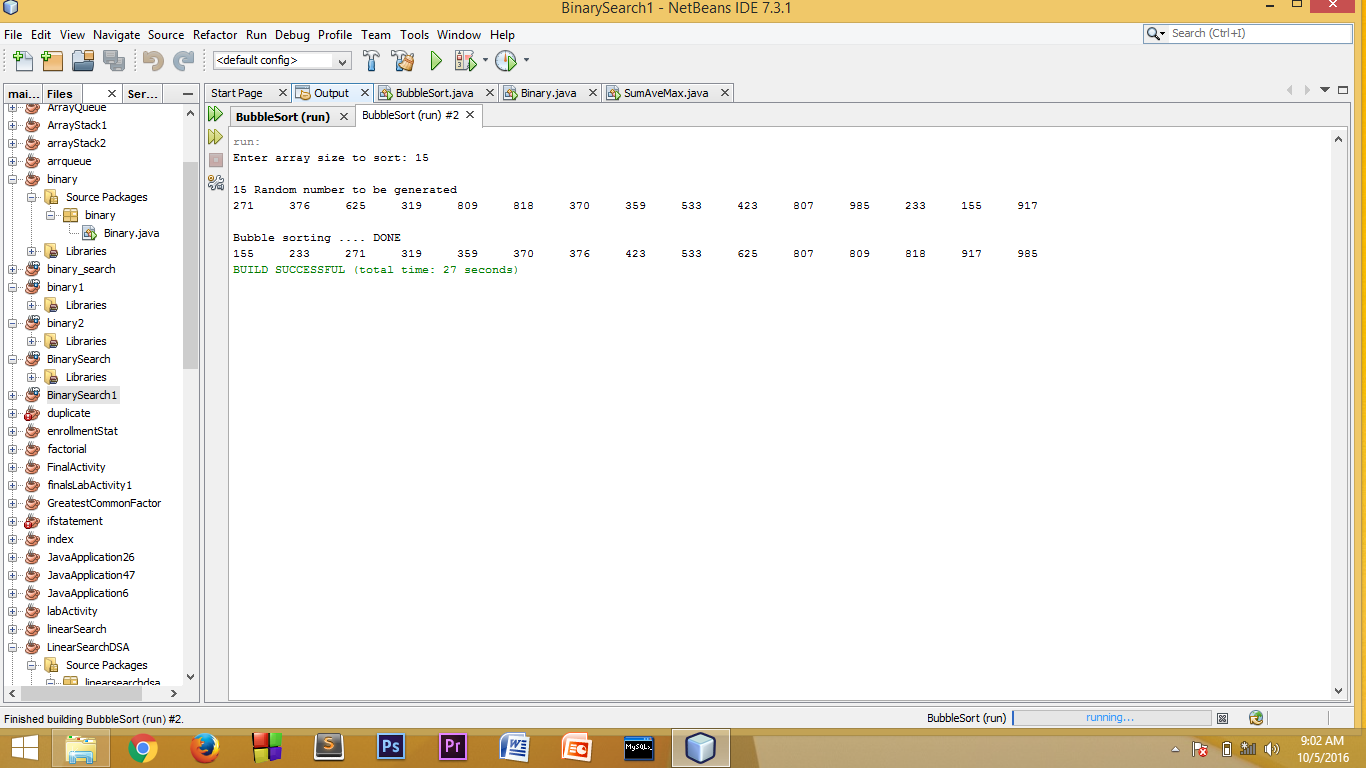 BinarySearch1 - NetBeans IDE 7.3.1
File Edit View Navigate Source Refactor Run Debug Profile Team Tools Window Help
Search (Ctrl+I)
<default config>
mai... Files Ser...
Start Page Output BubbleSort.java Binary.java SumAveMax.java
BubbleSort (run) BubbleSort (run) #2
ArrayQueue
ArrayStack1
arrayStack2
arrqueue
binary
Source Packages
binary
Binary.java
Libraries
binary_search
binary1
Libraries
binary2
Libraries
BinarySearch
Libraries
BinarySearch1
duplicate
enrollmentStat
factorial
FinalActivity
finalsLabActivity1
GreatestCommonFactor
ifstatement
index
JavaApplication26
JavaApplication47
JavaApplication6
labActivity
linearSearch
LinearSearchDSA
Source Packages
linearsearchdsa
run:
Enter array size to sort: 15
15 Random number to be generated
271 376 625 319 809 818 370 359 533 423 807 985 233 155 917
Bubble sorting .... DONE
155 233 271 319 359 370 376 423 533 625 807 809 818 917 985
BUILD SUCCESSFUL (total time: 27 seconds)
Finished building BubbleSort (run) #2.
BubbleSort (run) running...
S Ps Pr W P MySQL
9:02 AM
10/5/2016